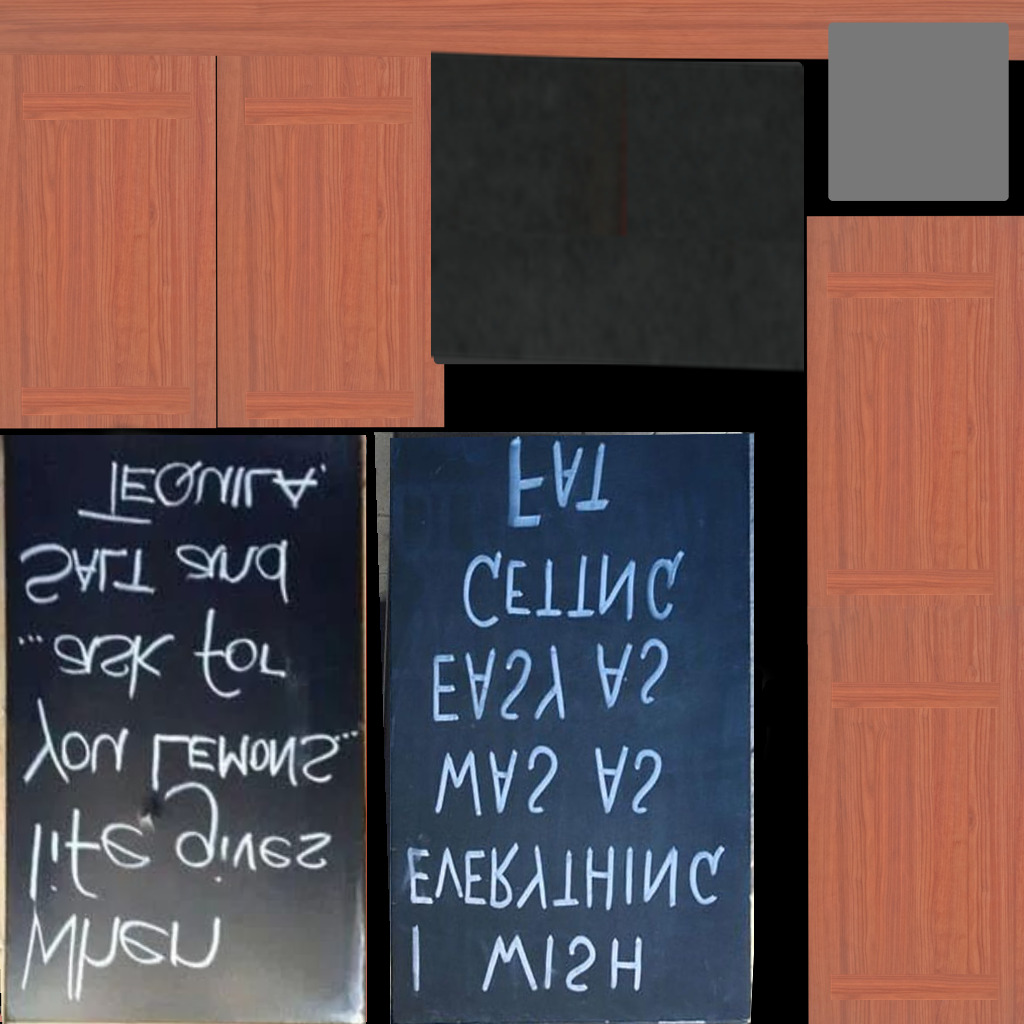 When
life gives
you Lemons...
... ask for
SALT and
TEQUILA.
I WISH
EVERYTHING
WAS AS
EASY AS
GETTING
FAT